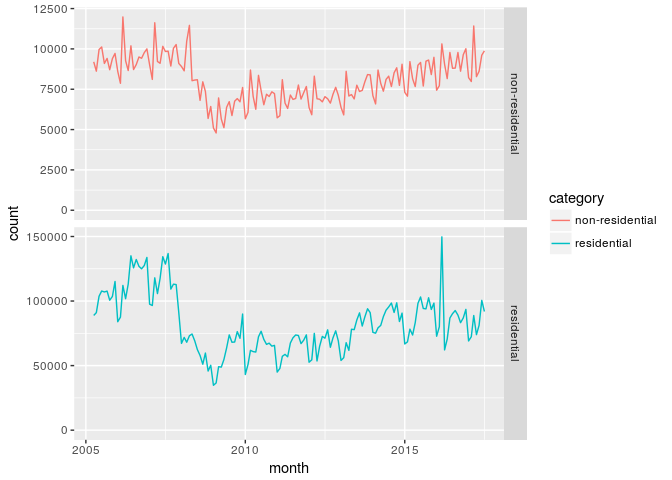 12500
10000
7500
5000
2500
0
non-residential
150000
100000
50000
0
residential
count
2005
2010
2015
month
category
non-residential
residential